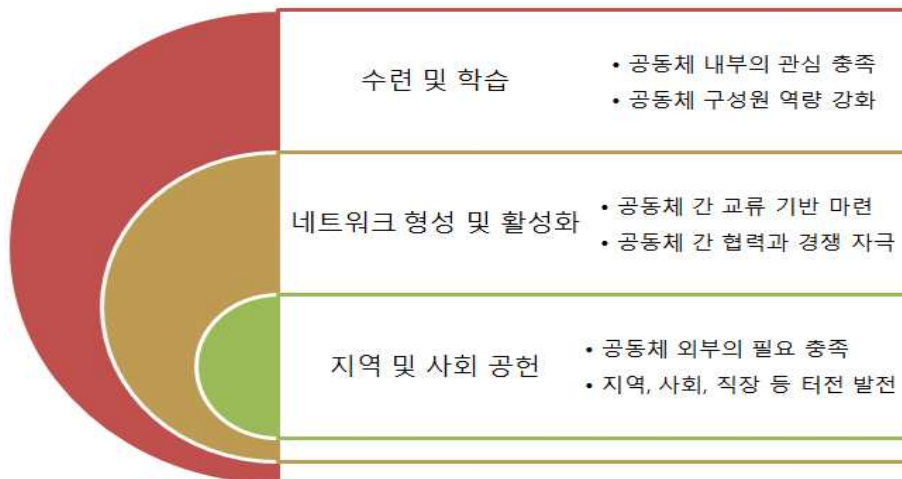 수련 및 학습
• 공동체 내부의 관심 충족
• 공동체 구성원 역량 강화
네트워크 형성 및 활성화
• 공동체 간 교류 기반 마련
• 공동체 간 협력과 경쟁 자극
지역 및 사회 공헌
• 공동체 외부의 필요 충족
• 지역, 사회, 직장 등 터전 발전